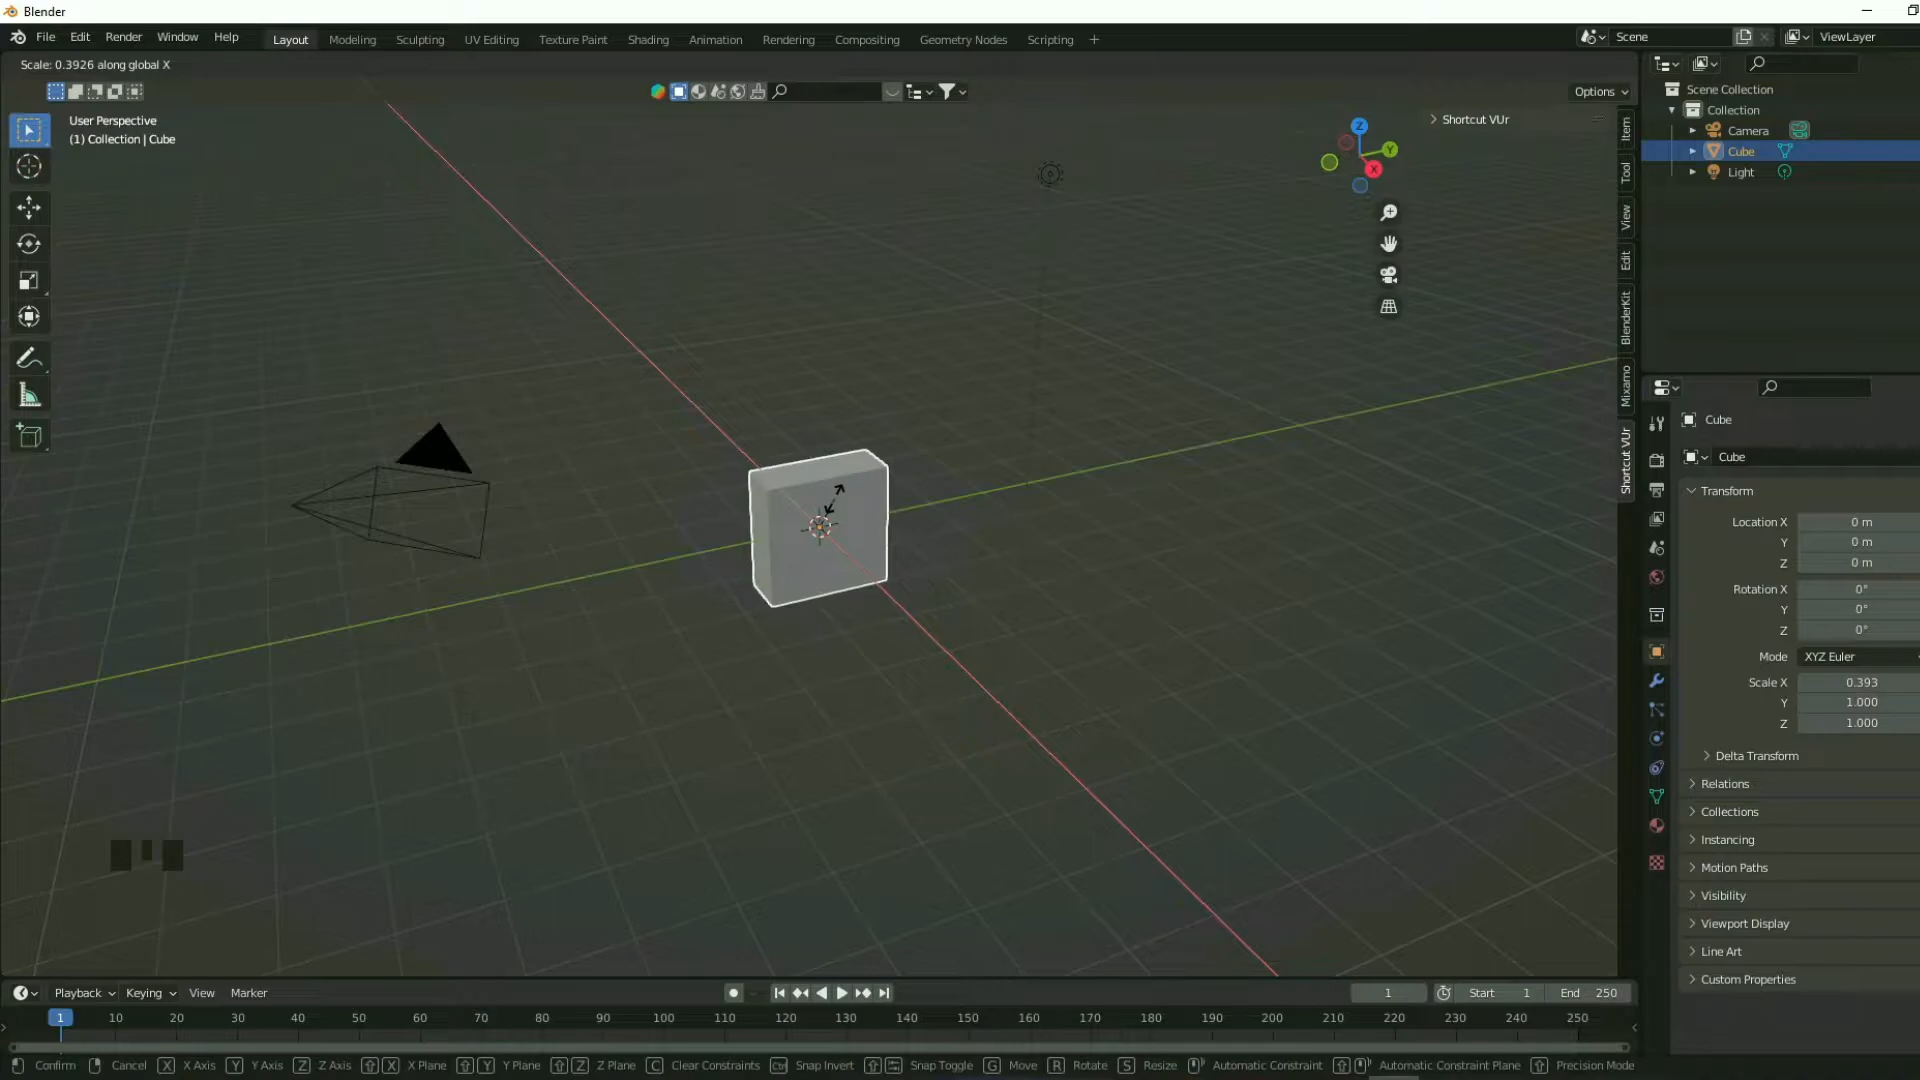 Blender
File Edit Render Window Help Layout Modeling Sculpting UV Editing Texture Paint Shading Animation Rendering Compositing Geometry Nodes Scripting + Scene ViewLayer
Scale: 0.3926 along global X
Options
User Perspective
(1) Collection | Cube
Shortcut VUr
Z
Y
X
Item
Tool
View
Edit
BlenderKit
Mixamo
Shortcut VUr
Scene Collection
Collection
Camera
Cube
Light
Cube
Cube
Transform
Location X 0 m
Y 0 m
Z 0 m
Rotation X 0°
Y 0°
Z 0°
Mode XYZ Euler
Scale X 0.393
Y 1.000
Z 1.000
Delta Transform
Relations
Collections
Instancing
Motion Paths
Visibility
Viewport Display
Line Art
Custom Properties
Playback Keying View Marker 1 Start 1 End 250
1 10 20 30 40 50 60 70 80 90 100 110 120 130 140 150 160 170 180 190 200 210 220 230 240 250
Confirm Cancel X X Axis Y Y Axis Z Z Axis X X Plane Y Y Plane Z Z Plane C Clear Constraints Ctrl Snap Invert Snap Toggle G Move R Rotate S Resize Automatic Constraint Automatic Constraint Plane Precision Mode